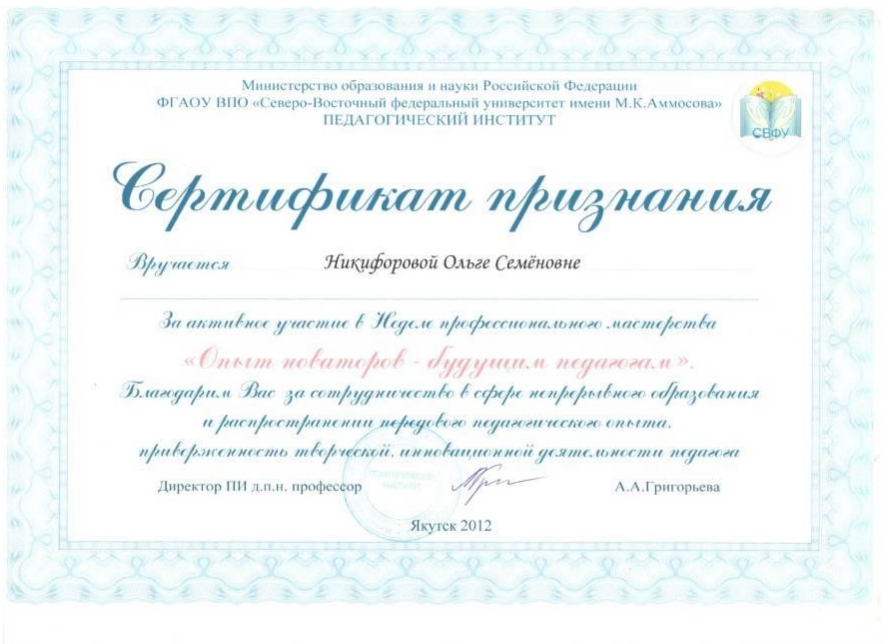 Министерство образования и науки Российской Федерации
ФГАОУ ВПО «Северо-Восточный федеральный университет имени М.К.Аммосова»
ПЕДАГОГИЧЕСКИЙ ИНСТИТУТ
СВФУ
Сертификат признания
Вручается Никифоровой Ольге Семёновне
За активное участие в Неделе профессионального мастерства
«Опыт новаторов - будущим педагогам».
Благодарим Вас за сотрудничество в сфере непрерывного образования
и распространении передового педагогического опыта,
приверженность творческой, инновационной деятельности педагога
Директор ПИ д.п.н. профессор А.А.Григорьева
Якутск 2012